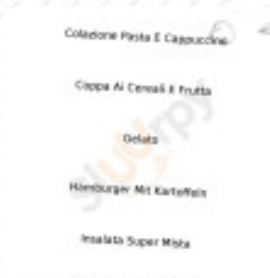 Colazione Pasta E Cappuccino
Coppa Ai Cereali E Frutta
Gelato
Hamburger Mit Kartoffeln
Insalata Super Mista